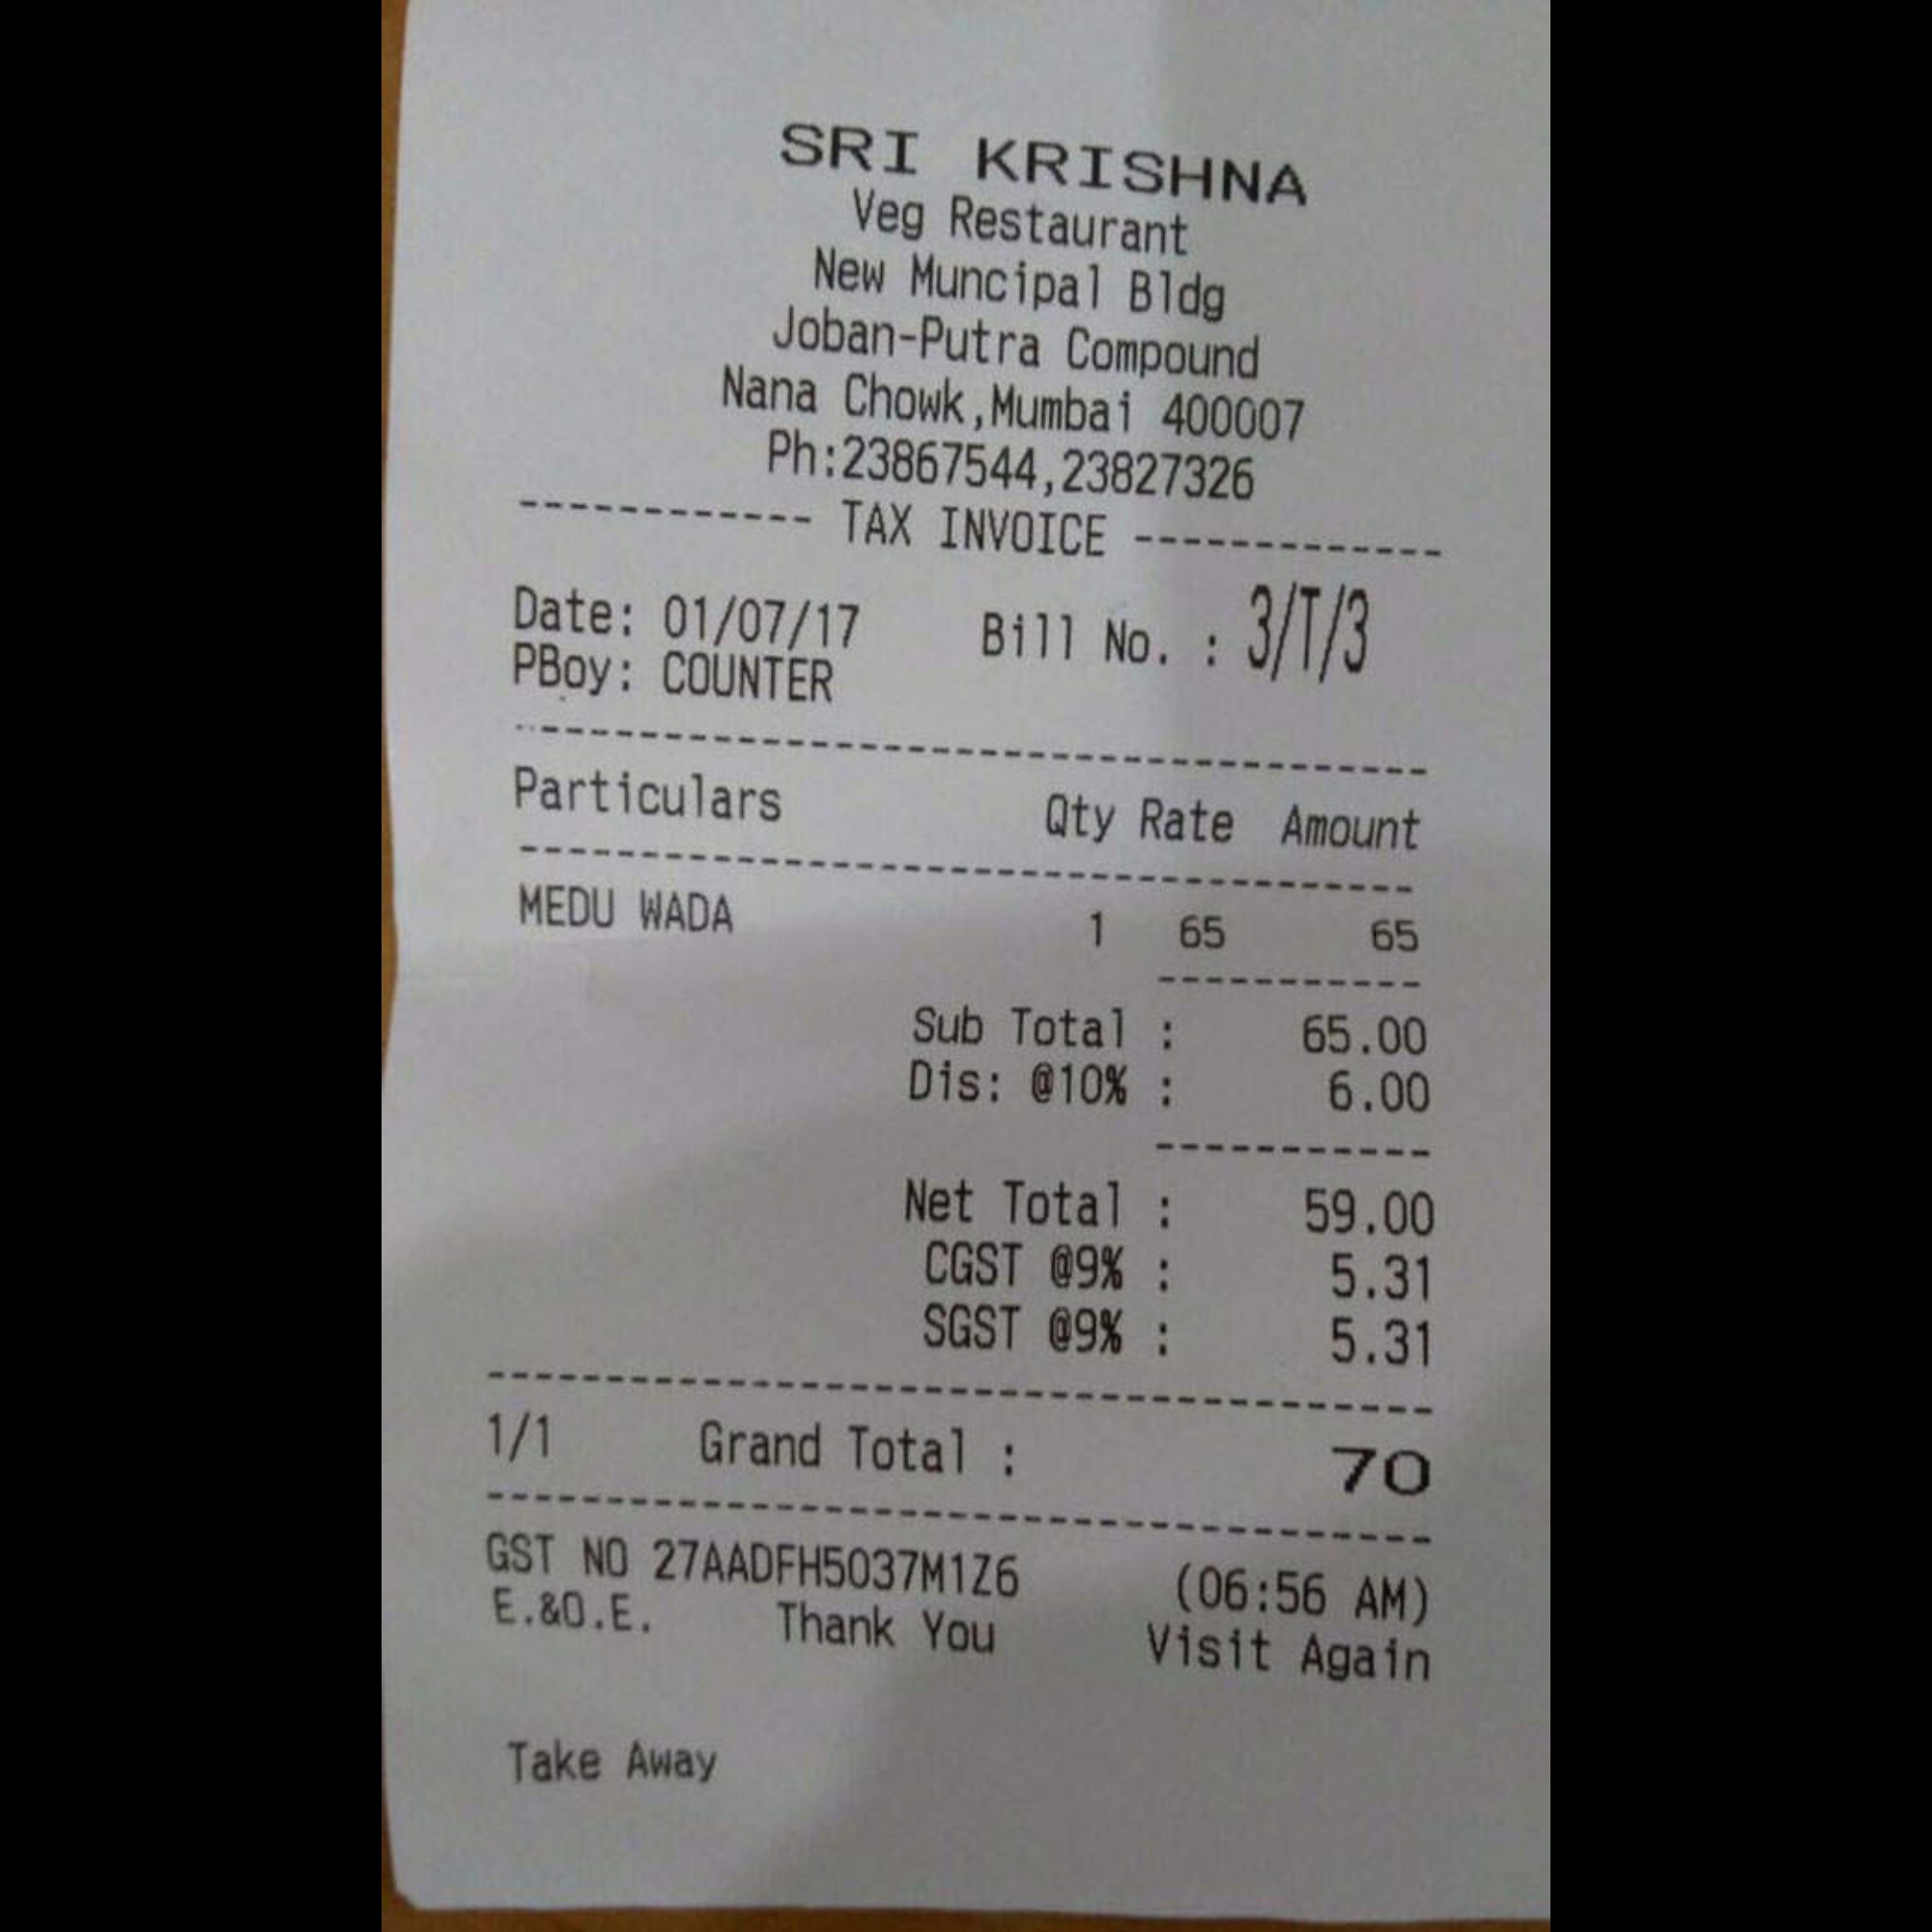 SRI KRISHNA
Veg Restaurant
New Muncipal Bldg
Joban-Putra Compound
Nana Chowk,Mumbai 400007
Ph:23867544,23827326
------------ TAX INVOICE -------------
Date: 01/07/17 Bill No. : 3/T/3
PBoy: COUNTER
Particulars Qty Rate Amount
MEDU WADA 1 65 65
Sub Total : 65.00
Dis: @10% : 6.00
Net Total : 59.00
CGST @9% : 5.31
SGST @9% : 5.31
1/1 Grand Total : 70
GST NO 27AADFH5037M1Z6 (06:56 AM)
E.&O.E. Thank You Visit Again
Take Away